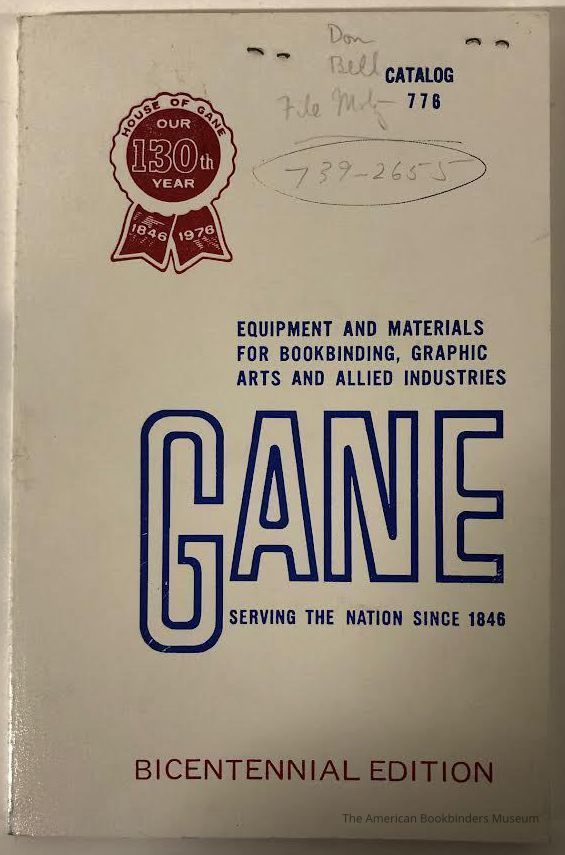 Don
Bell
CATALOG
776
File
739-2655
HOUSE OF GANE
OUR
130th
YEAR
1846 1976
EQUIPMENT AND MATERIALS
FOR BOOKBINDING, GRAPHIC
ARTS AND ALLIED INDUSTRIES
GANE
SERVING THE NATION SINCE 1846
BICENTENNIAL EDITION
The American Bookbinders Museum